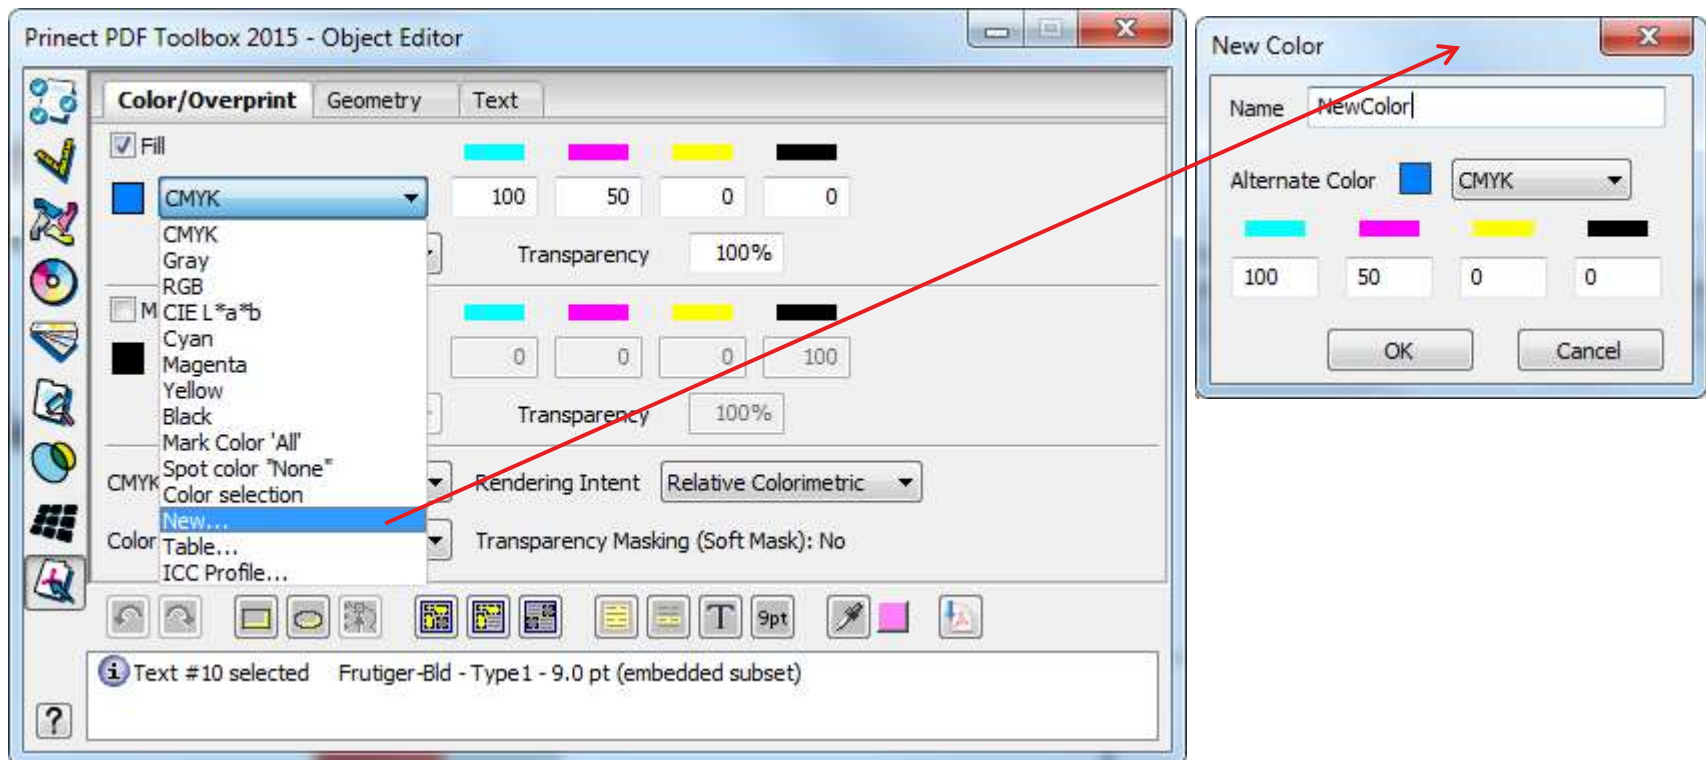 Prinect PDF Toolbox 2015 - Object Editor
Color/Overprint Geometry Text
Fill
CMYK 100 50 0 0
CMYK
Gray
Transparency 100%
RGB
M
CIE L*a*b
Cyan
Magenta
0 0 0 100
Yellow
Black
Transparency 100%
Mark Color 'All'
Spot color "None"
CMYK
Rendering Intent Relative Colorimetric
Color selection
New...
Color
Table...
Transparency Masking (Soft Mask): No
ICC Profile...
T 9pt
i Text #10 selected Frutiger-Bld - Type1 - 9.0 pt (embedded subset)
?
New Color
Name NewColor
Alternate Color CMYK
100 50 0 0
OK Cancel